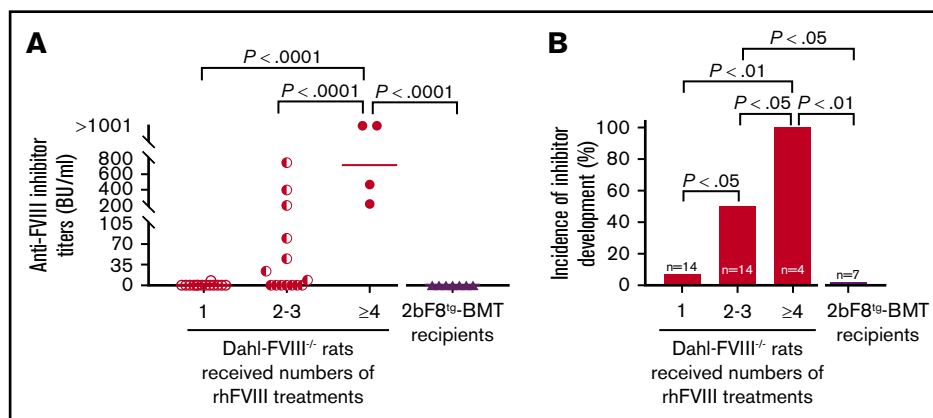 A
P < .0001
P < .0001
P < .0001
Anti-FVIII inhibitor
titers (BU/ml)
>1001
800
600
400
200
105
70
35
0
1
2-3
≥4
2bF8tg-BMT
recipients
Dahl-FVIII-/- rats
received numbers of
rhFVIII treatments
B
P < .05
P < .01
P < .05
P < .01
P < .05
Incidence of inhibitor
development (%)
100
80
60
40
20
0
n=14
n=14
n=4
n=7
1
2-3
≥4
2bF8tg-BMT
recipients
Dahl-FVIII-/- rats
received numbers of
rhFVIII treatments